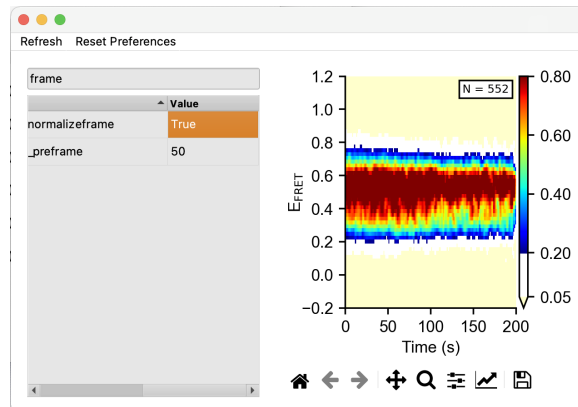 Refresh Reset Preferences
frame
Value
normalizeframe True
_preframe 50
N = 552
1.2
1.0
0.8
0.6
0.4
0.2
0.0
−0.2
E_FRET
0 50 100 150 200
Time (s)
0.80
0.60
0.40
0.20
0.05